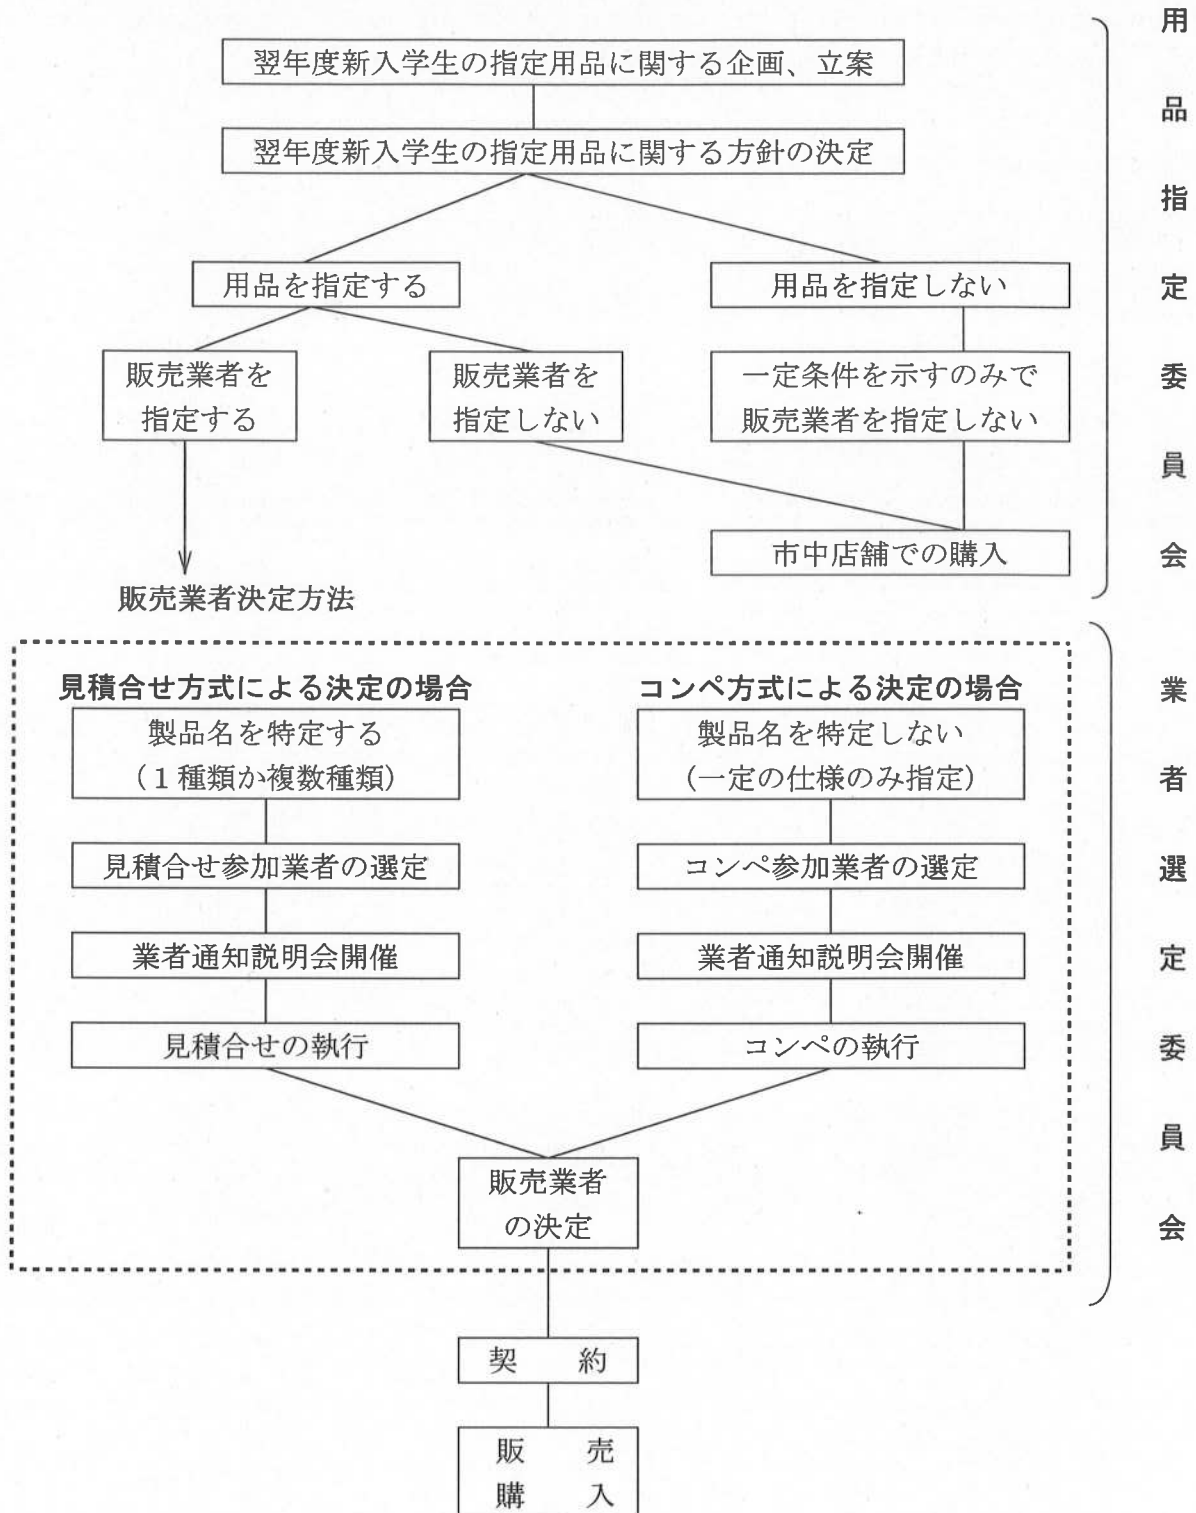 翌年度新入学生の指定用品に関する企画、立案
翌年度新入学生の指定用品に関する方針の決定
用品を指定する
用品を指定しない
販売業者を
指定する
販売業者を
指定しない
一定条件を示すのみで
販売業者を指定しない
市中店舗での購入
販売業者決定方法
用品指定委員会
見積合せ方式による決定の場合
製品名を特定する
（１種類か複数種類）
見積合せ参加業者の選定
業者通知説明会開催
見積合せの執行
コンペ方式による決定の場合
製品名を特定しない
（一定の仕様のみ指定）
コンペ参加業者の選定
業者通知説明会開催
コンペの執行
販売業者
の決定
業者選定委員会
契　約
販　売
購　入